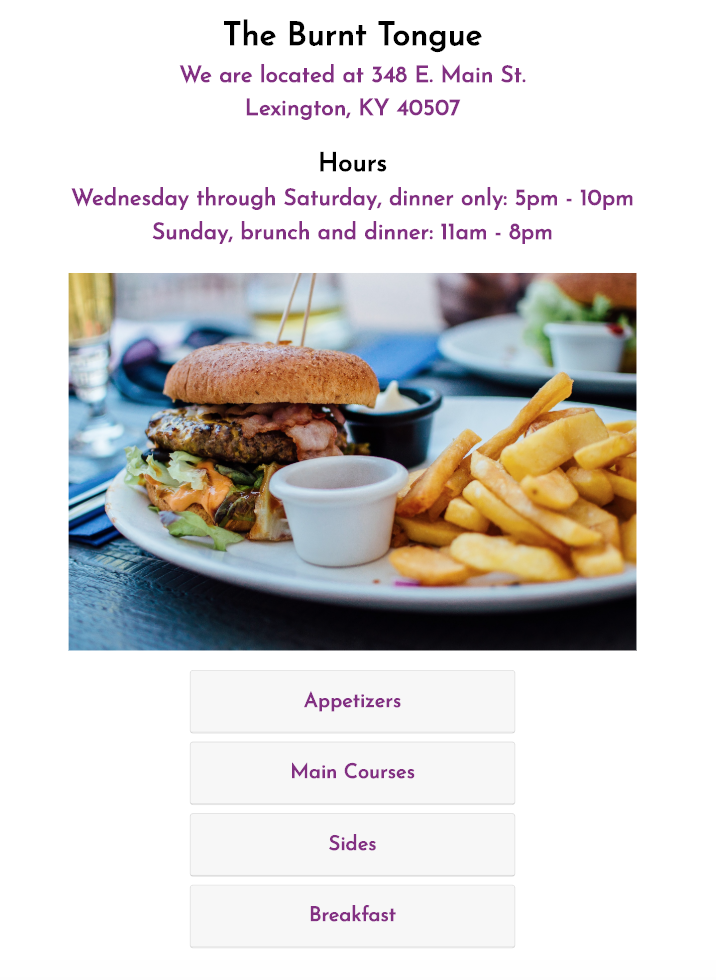 The Burnt Tongue
We are located at 348 E. Main St.
Lexington, KY 40507
Hours
Wednesday through Saturday, dinner only: 5pm - 10pm
Sunday, brunch and dinner: 11am - 8pm
Appetizers
Main Courses
Sides
Breakfast